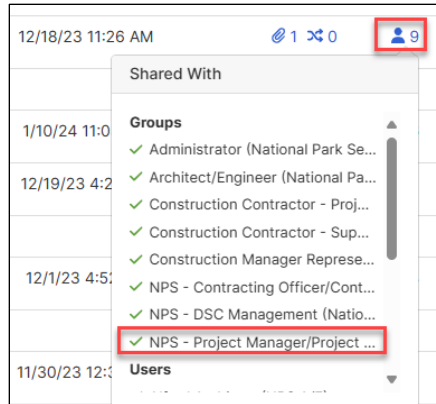 12/18/23 11:26 AM 1 0 9
Shared With
Groups
1/10/24 11:0
Administrator (National Park Se...
12/19/23 4:2
Architect/Engineer (National Pa...
Construction Contractor - Proj...
Construction Contractor - Sup...
Construction Manager Represe...
12/1/23 4:52
NPS - Contracting Officer/Cont...
NPS - DSC Management (Natio...
NPS - Project Manager/Project ...
11/30/23 12:3
Users